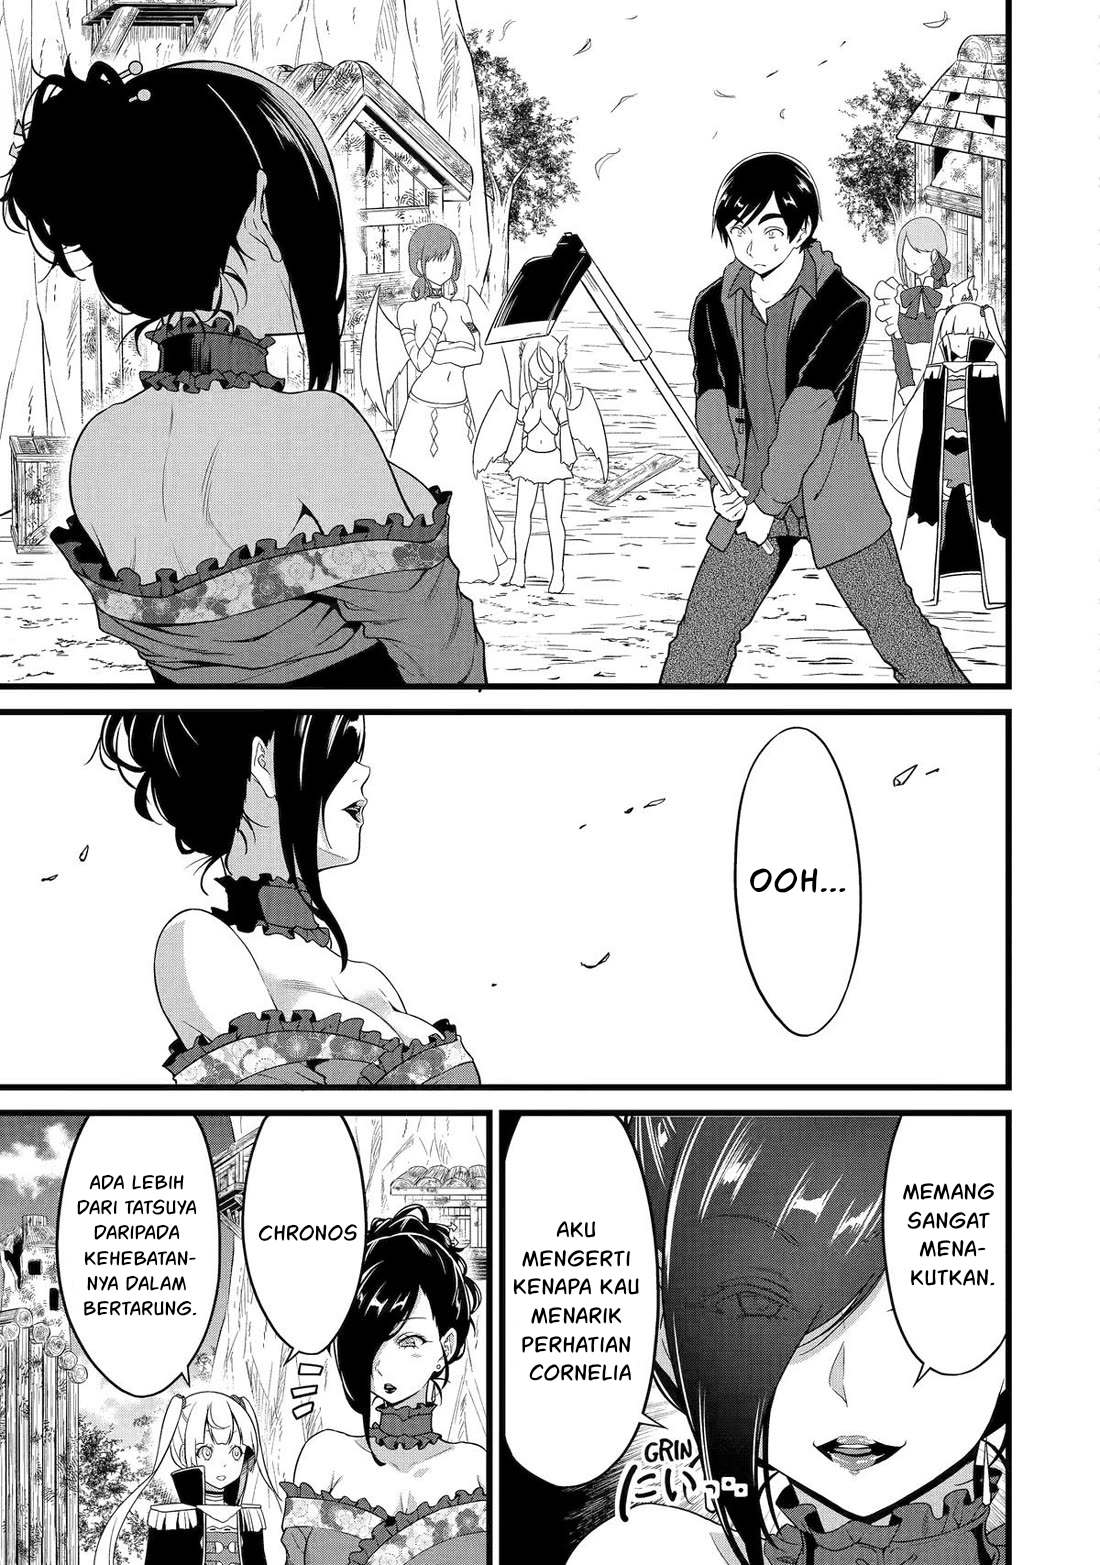 OOH...
MEMANG
SANGAT
MENA-
KUTKAN.
AKU
MENGERTI
KENAPA KAU
MENARIK
PERHATIAN
CORNELIA
GRIN
にいっ…
CHRONOS
ADA LEBIH
DARI TATSUYA
DARIPADA
KEHEBATAN-
NYA DALAM
BERTARUNG.